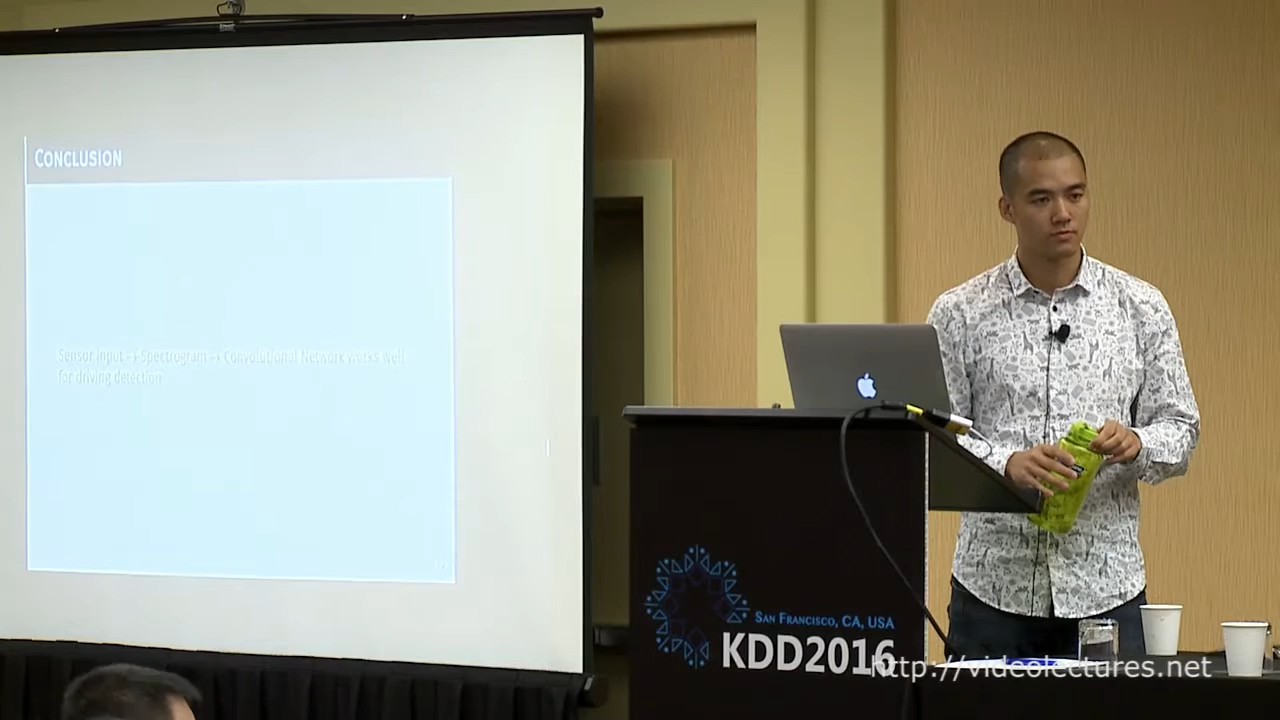 Conclusion
Sensor Input → Spectrogram → Convolutional Network works well
for driving detection
San Francisco, CA, USA
KDD2016
http://videolectures.net